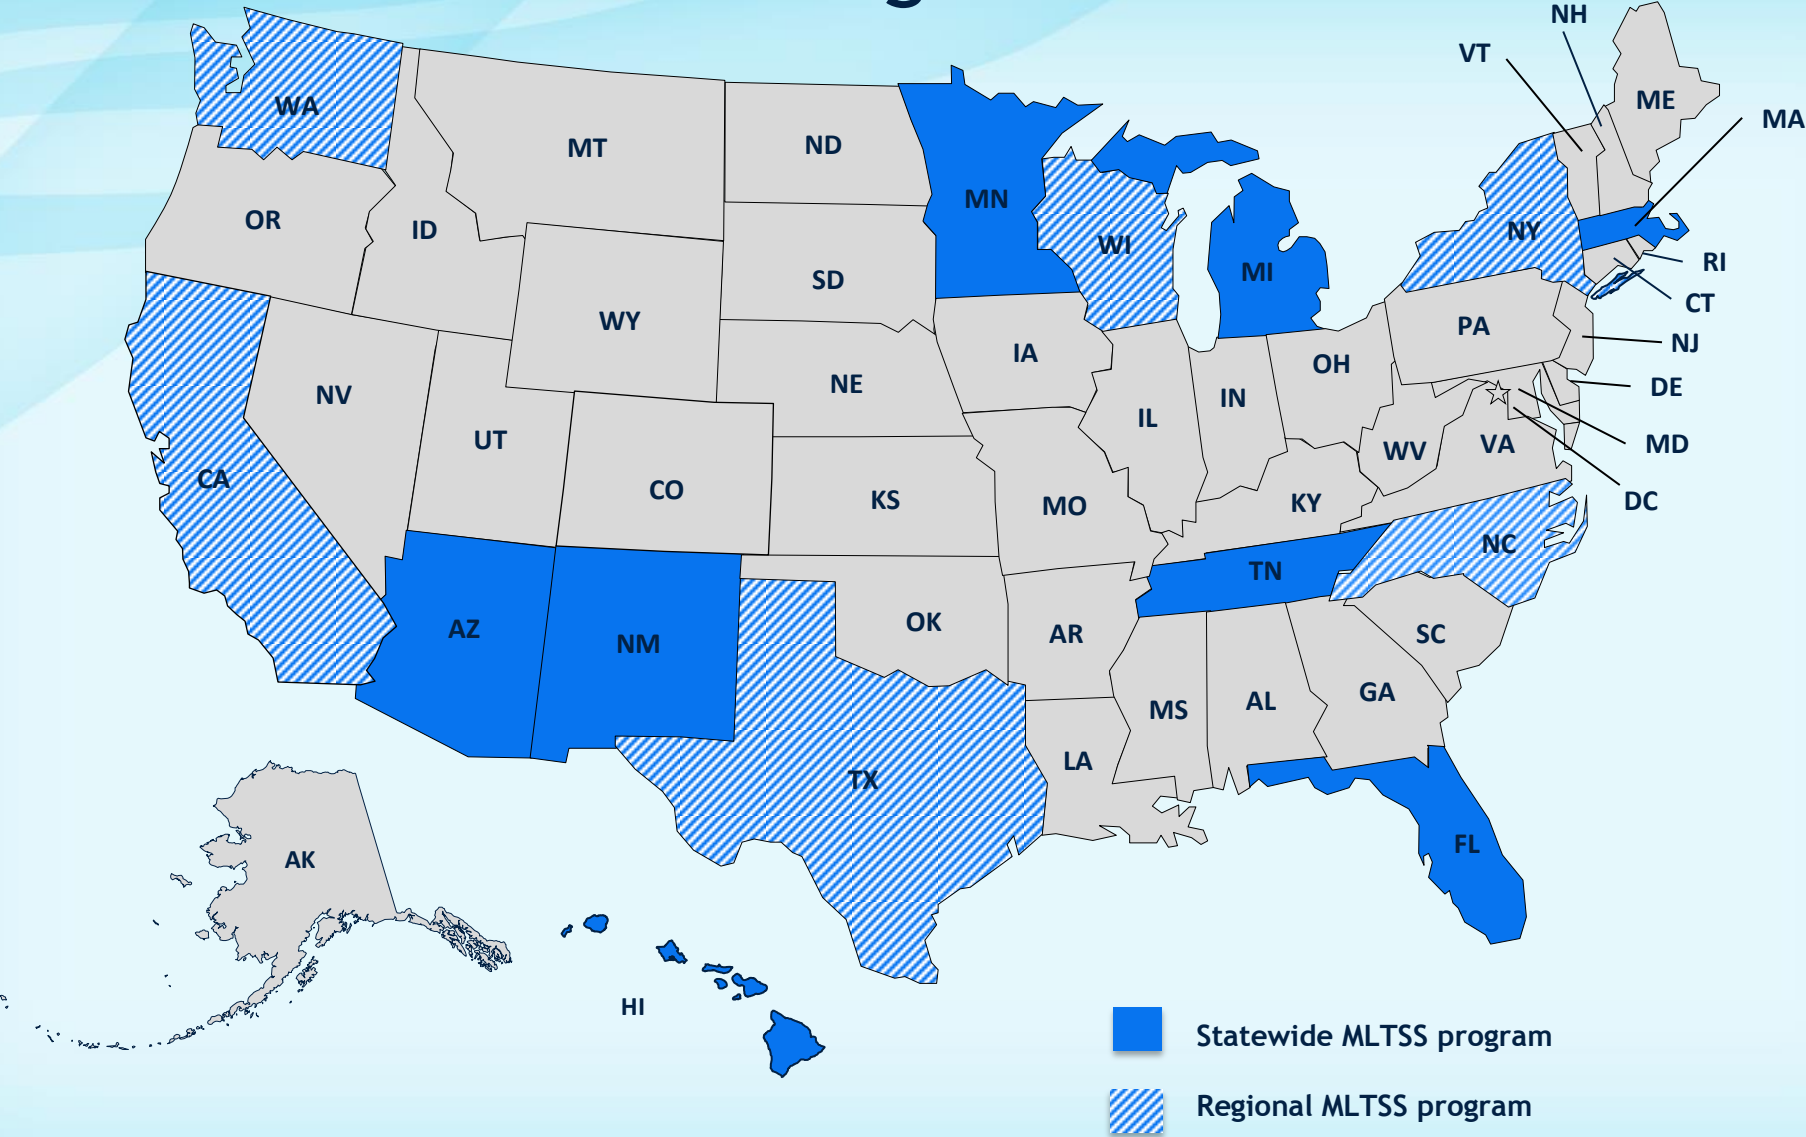 NH
VT
ME
MA
WA
MT
ND
MN
OR
ID
WI
NY
SD
MI
RI
WY
CT
PA
IA
NJ
OH
NV
NE
DE
IN
IL
UT
WV
VA
MD
CA
CO
KS
MO
KY
DC
NC
TN
AZ
NM
OK
AR
SC
MS
AL
GA
LA
TX
FL
AK
HI
Statewide MLTSS program
Regional MLTSS program